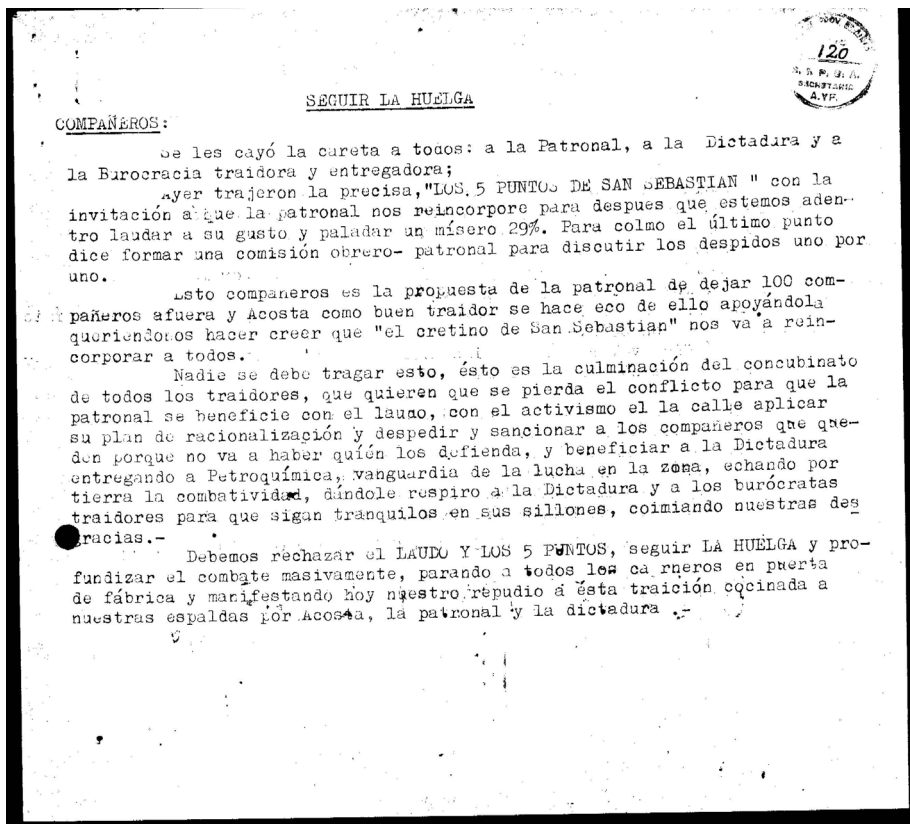 120
S. S. P. B. A.
SECRETARIA
A.YF.
SEGUIR LA HUELGA
COMPAÑEROS:
Se les cayó la careta a todos: a la Patronal, a la Dictadura y a
la Burocracia traidora y entregadora;
Ayer trajeron la precisa,"LOS 5 PUNTOS DE SAN SEBASTIAN " con la
invitación a que la patronal nos reincorpore para despues que estemos aden-
tro laudar a su gusto y paladar un mísero 29%. Para colmo el último punto
dice formar una comisión obrero- patronal para discutir los despidos uno por
uno.
Esto compañeros es la propuesta de la patronal de dejar 100 com-
pañeros afuera y Acosta como buen traidor se hace eco de ello apoyándola
queriendonos hacer creer que "el cretino de San Sebastian" nos va a rein-
corporar a todos.
Nadie se debe tragar esto, ésto es la culminación del concubinato
de todos los traidores, que quieren que se pierda el conflicto para que la
patronal se beneficie con el laudo, con el activismo el la calle aplicar
su plan de racionalización y despedir y sancionar a los compañeros que que-
den porque no va a haber quíén los defienda, y beneficiar a la Dictadura
entregando a Petroquímica, vanguardia de la lucha en la zona, echando por
tierra la combatividad, dándole respiro a la Dictadura y a los burócratas
traidores para que sigan tranquilos en sus sillones, coimiando nuestras des
gracias.-
Debemos rechazar el LAUDO Y LOS 5 PUNTOS, seguir LA HUELGA y pro-
fundizar el combate masivamente, parando a todos los ca rneros en puerta
de fábrica y manifestando hoy nuestro repudio a ésta traición cocinada a
nuestras espaldas por Acosta, la patronal y la dictadura .-